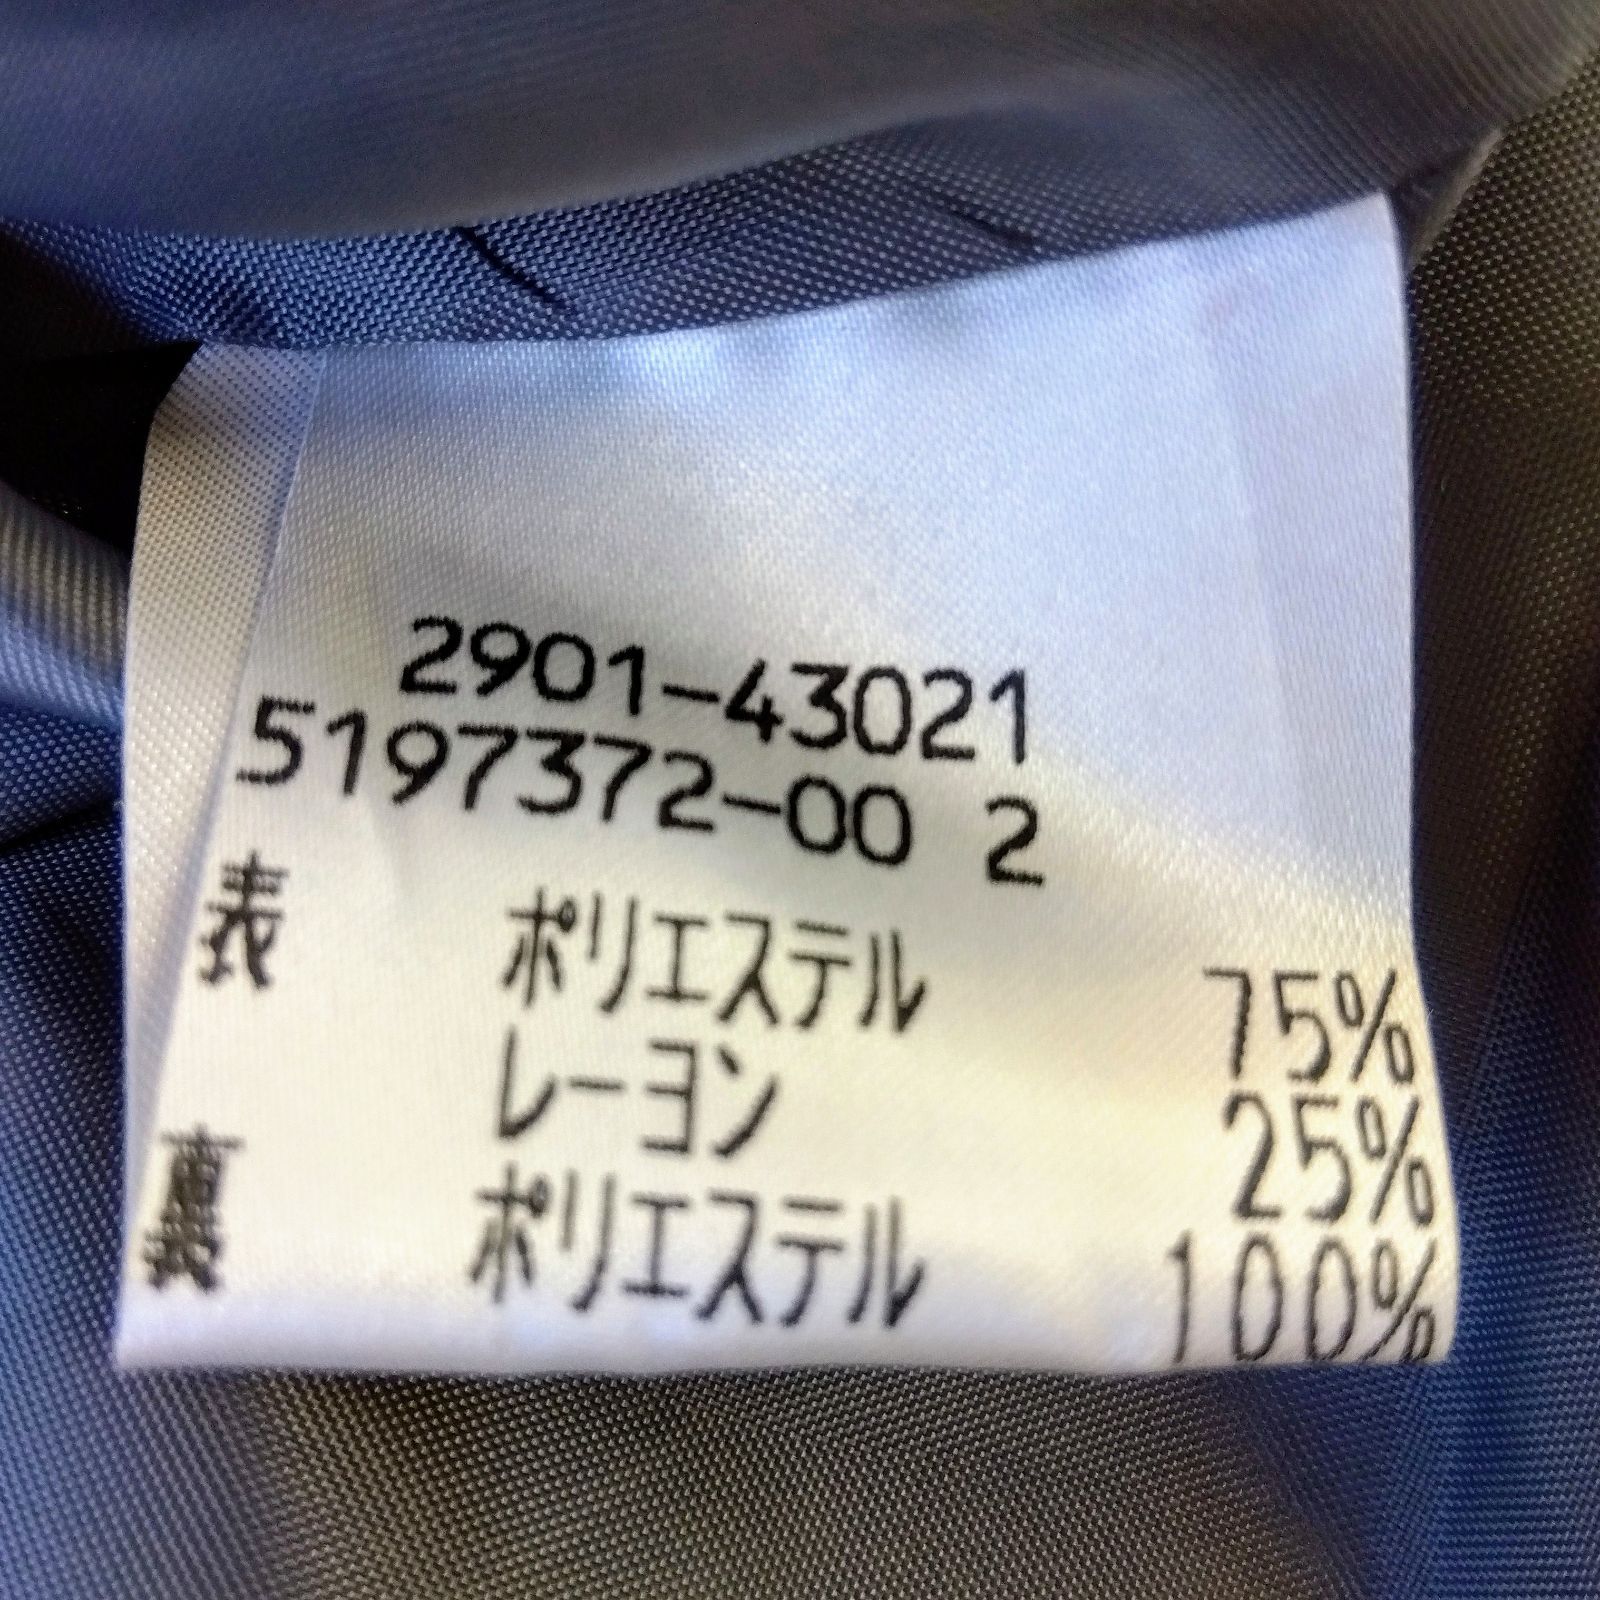 2901-43021
5197372-00 2
表 ポリエステル 75%
レーヨン 25%
裏 ポリエステル 100%